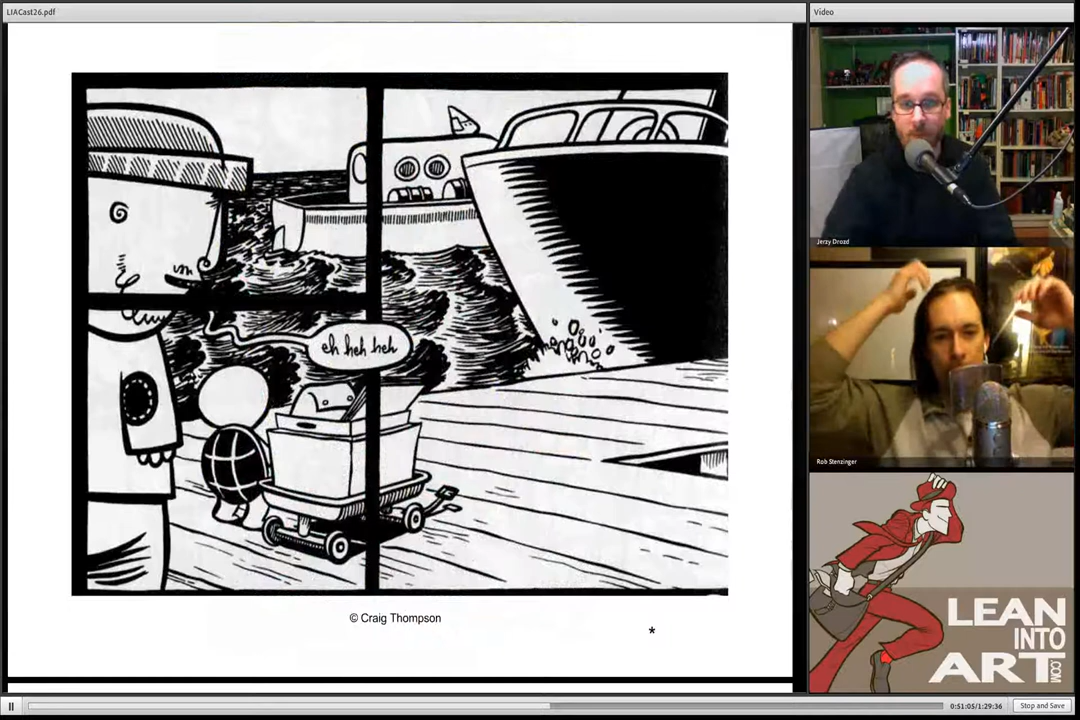 LIACast26.pdf
Video
eh heh heh
© Craig Thompson
*
Jerzy Drozd
Rob Stenzinger
LEAN
INTO
ART.COM
0:51:05/1:29:36
Stop and Save